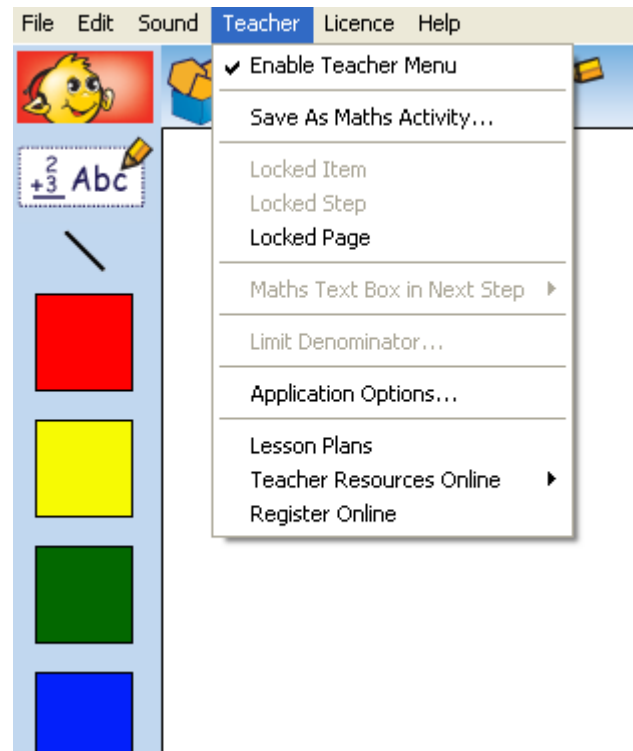 File Edit Sound Teacher Licence Help
Enable Teacher Menu
Save As Maths Activity...
2
+3 Abc
Locked Item
Locked Step
Locked Page
Maths Text Box in Next Step
Limit Denominator...
Application Options...
Lesson Plans
Teacher Resources Online
Register Online